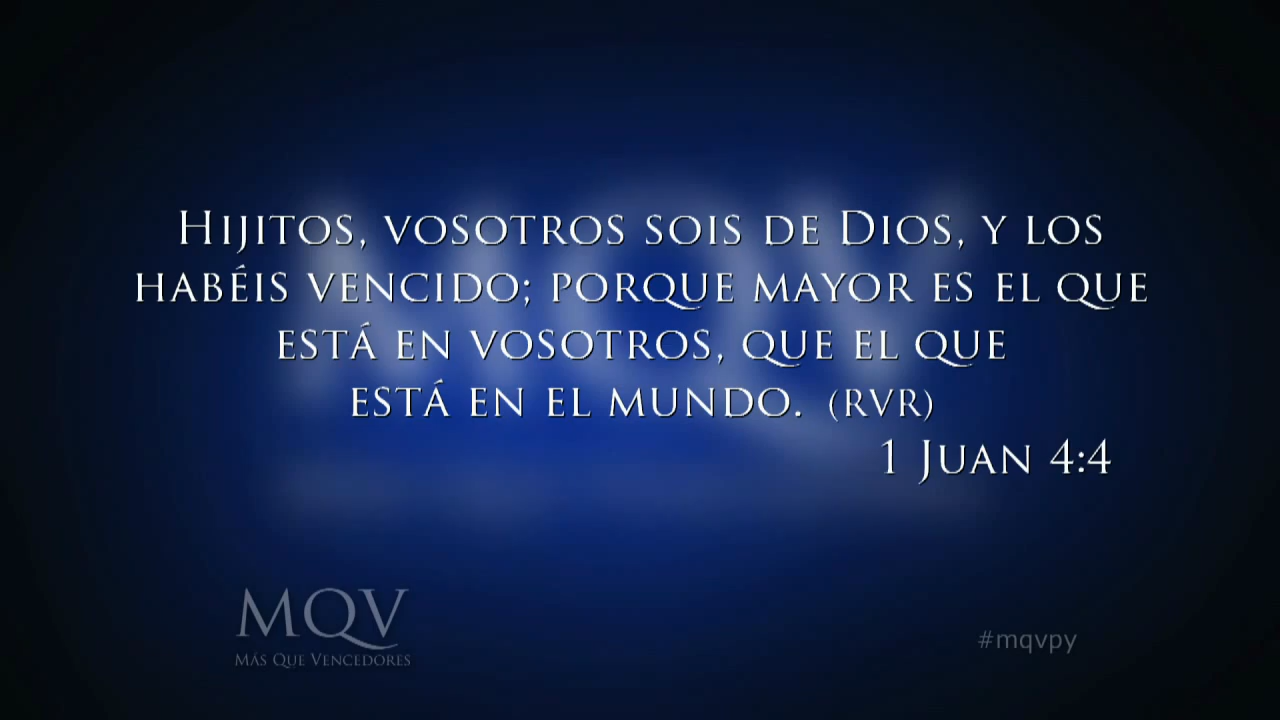 Hijitos, vosotros sois de Dios, y los
habéis vencido; porque mayor es el que
está en vosotros, que el que
está en el mundo. (RVR)
1 Juan 4:4
MQV
Más Que Vencedores
#mqvpy